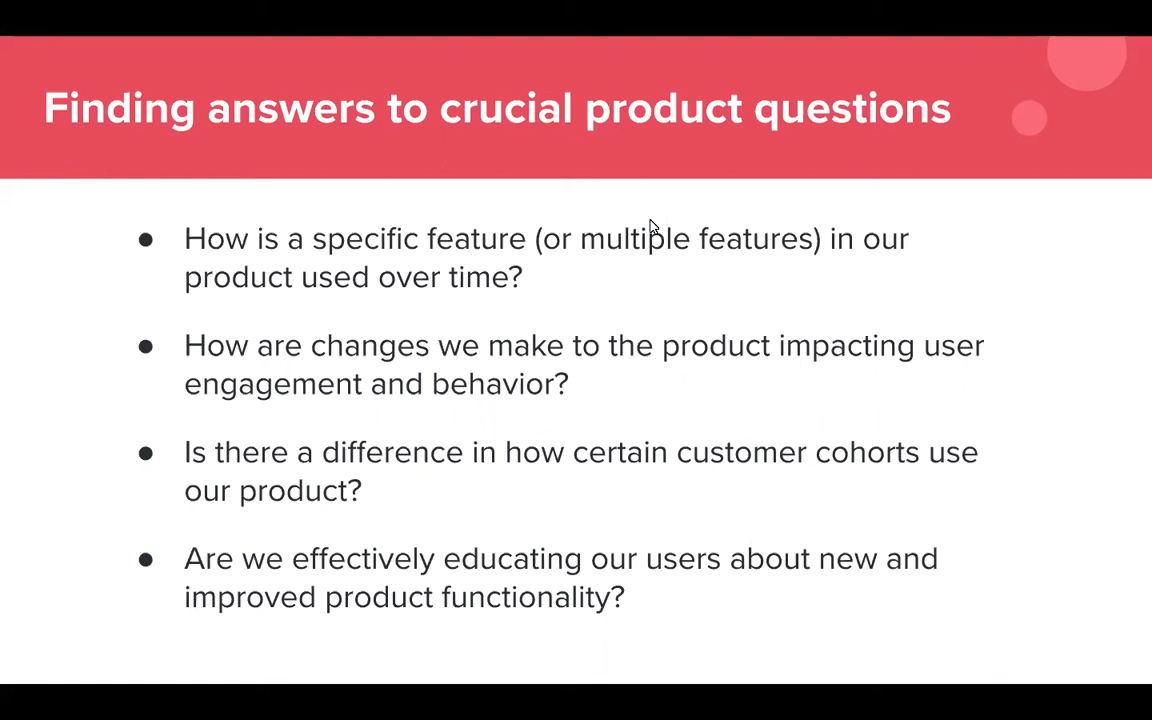 Finding answers to crucial product questions
● How is a specific feature (or multiple features) in our
product used over time?
● How are changes we make to the product impacting user
engagement and behavior?
● Is there a difference in how certain customer cohorts use
our product?
● Are we effectively educating our users about new and
improved product functionality?